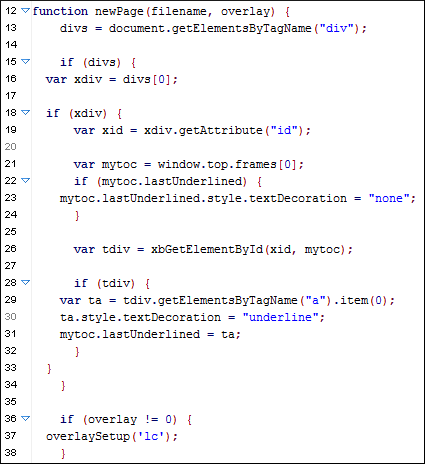 12 function newPage(filename, overlay) {
13     divs = document.getElementsByTagName("div");
14
15     if (divs) {
16   var xdiv = divs[0];
17
18   if (xdiv) {
19       var xid = xdiv.getAttribute("id");
20
21       var mytoc = window.top.frames[0];
22       if (mytoc.lastUnderlined) {
23     mytoc.lastUnderlined.style.textDecoration = "none";
24       }
25
26       var tdiv = xbGetElementById(xid, mytoc);
27
28       if (tdiv) {
29     var ta = tdiv.getElementsByTagName("a").item(0);
30     ta.style.textDecoration = "underline";
31     mytoc.lastUnderlined = ta;
32       }
33   }
34     }
35
36     if (overlay != 0) {
37   overlaySetup('lc');
38     }